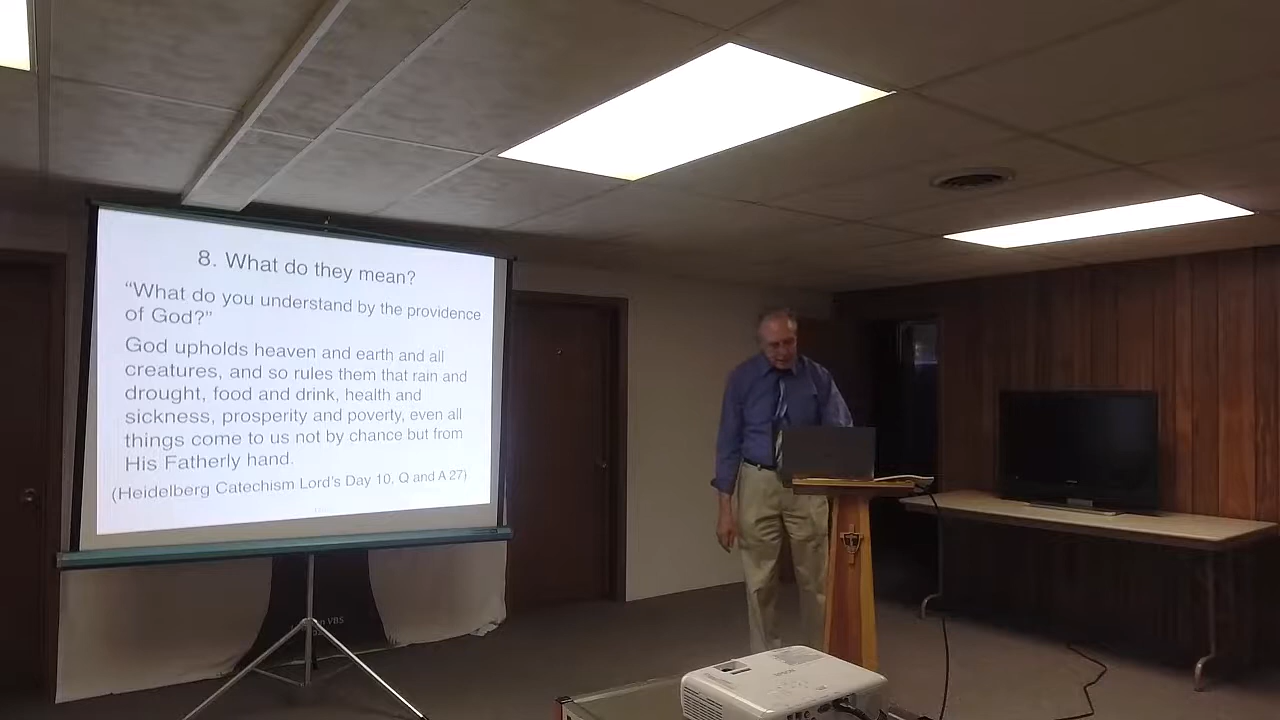 8. What do they mean?
“What do you understand by the providence
of God?”
God upholds heaven and earth and all
creatures, and so rules them that rain and
drought, food and drink, health and
sickness, prosperity and poverty, even all
things come to us not by chance but from
His Fatherly hand.
(Heidelberg Catechism Lord’s Day 10, Q and A 27)
VBS
EPSON